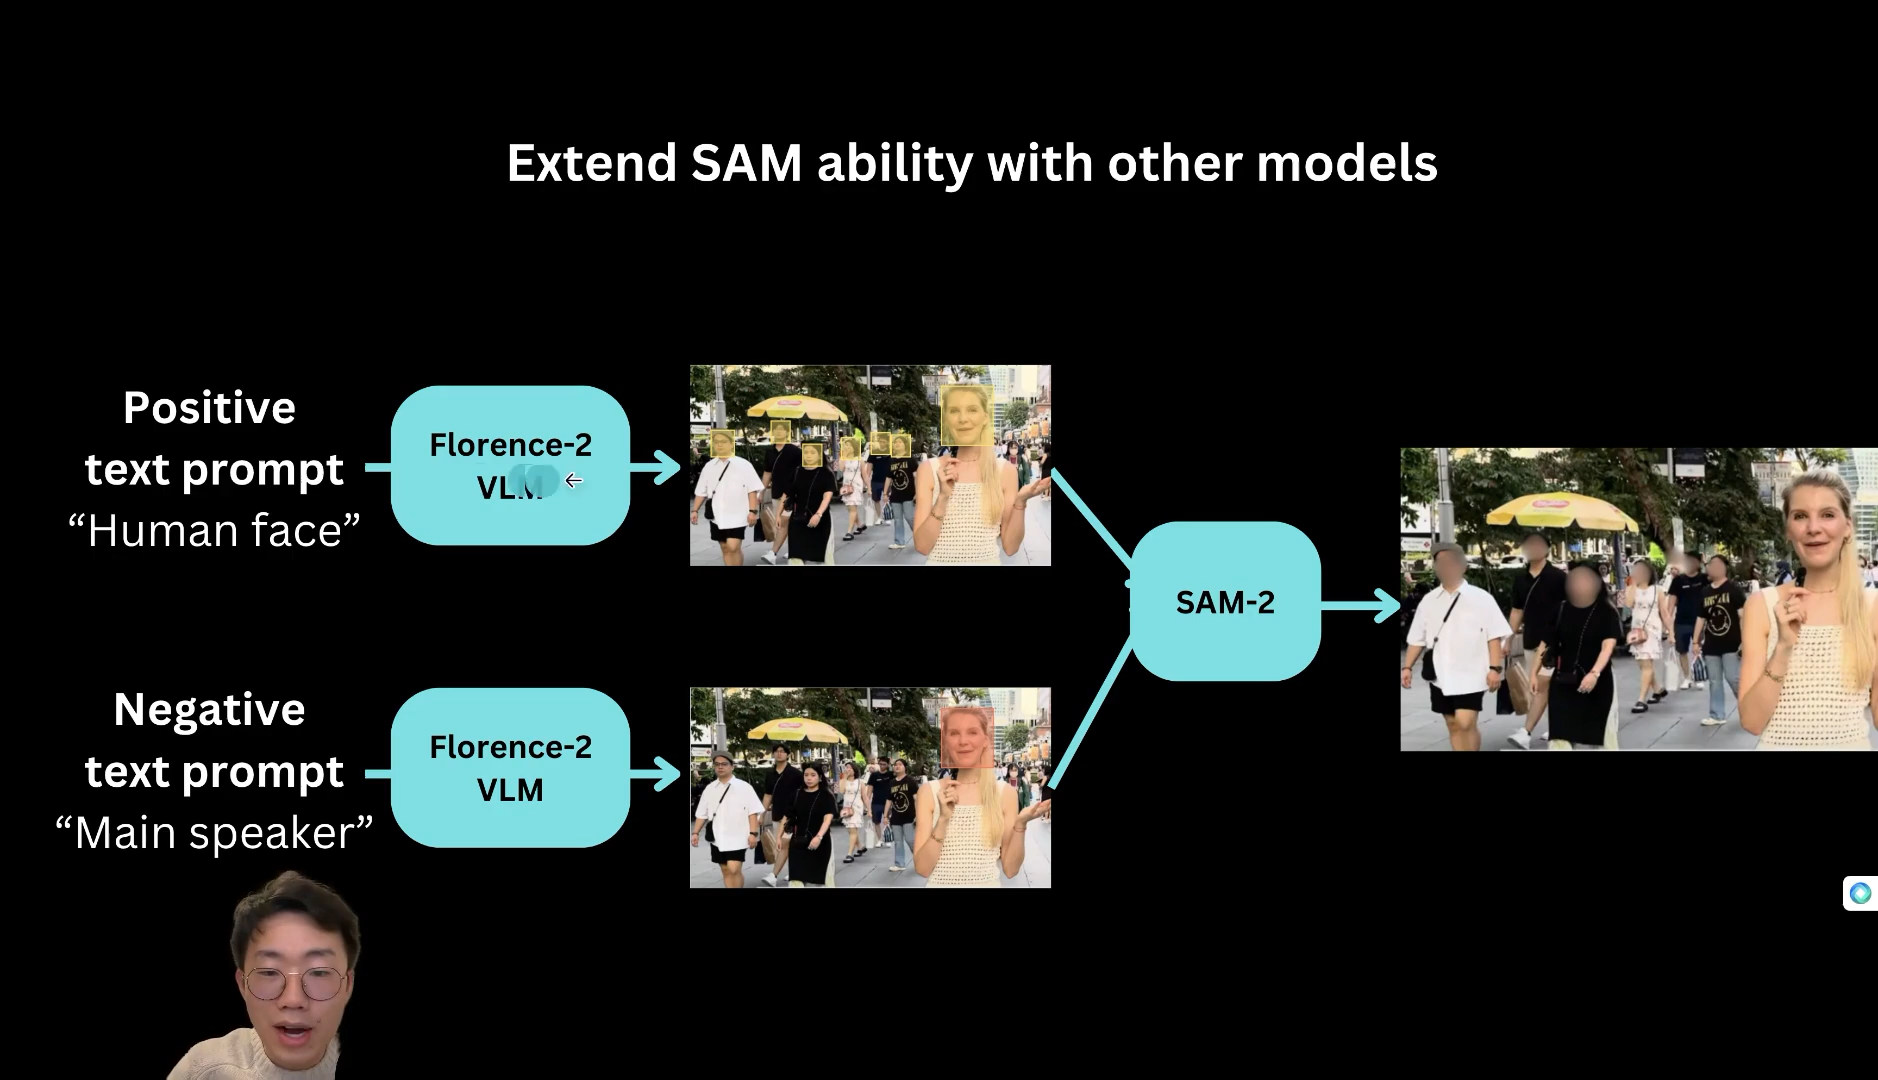 Extend SAM ability with other models
Positive
text prompt
“Human face”
Florence-2
VLM
SAM-2
Negative
text prompt
“Main speaker”
Florence-2
VLM